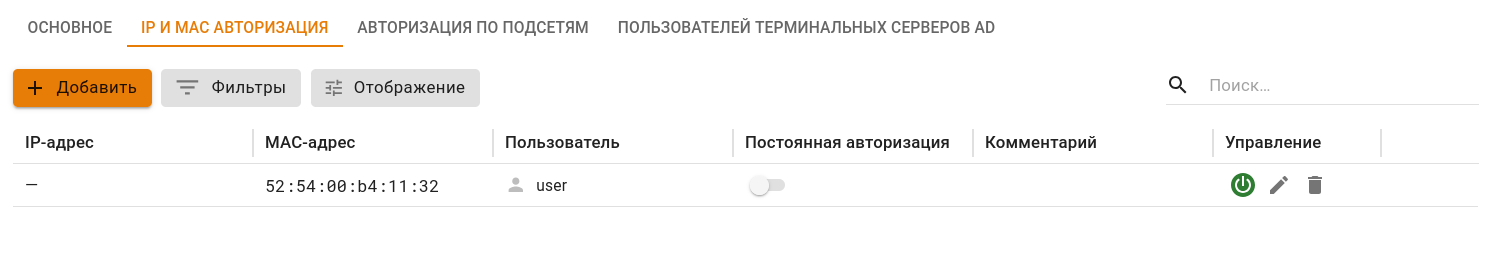 ОСНОВНОЕ IP И MAC АВТОРИЗАЦИЯ АВТОРИЗАЦИЯ ПО ПОДСЕТЯМ ПОЛЬЗОВАТЕЛЕЙ ТЕРМИНАЛЬНЫХ СЕРВЕРОВ AD
Добавить Фильтры Отображение Поиск...
IP-адрес MAC-адрес Пользователь Постоянная авторизация Комментарий Управление
— 52:54:00:b4:11:32 user